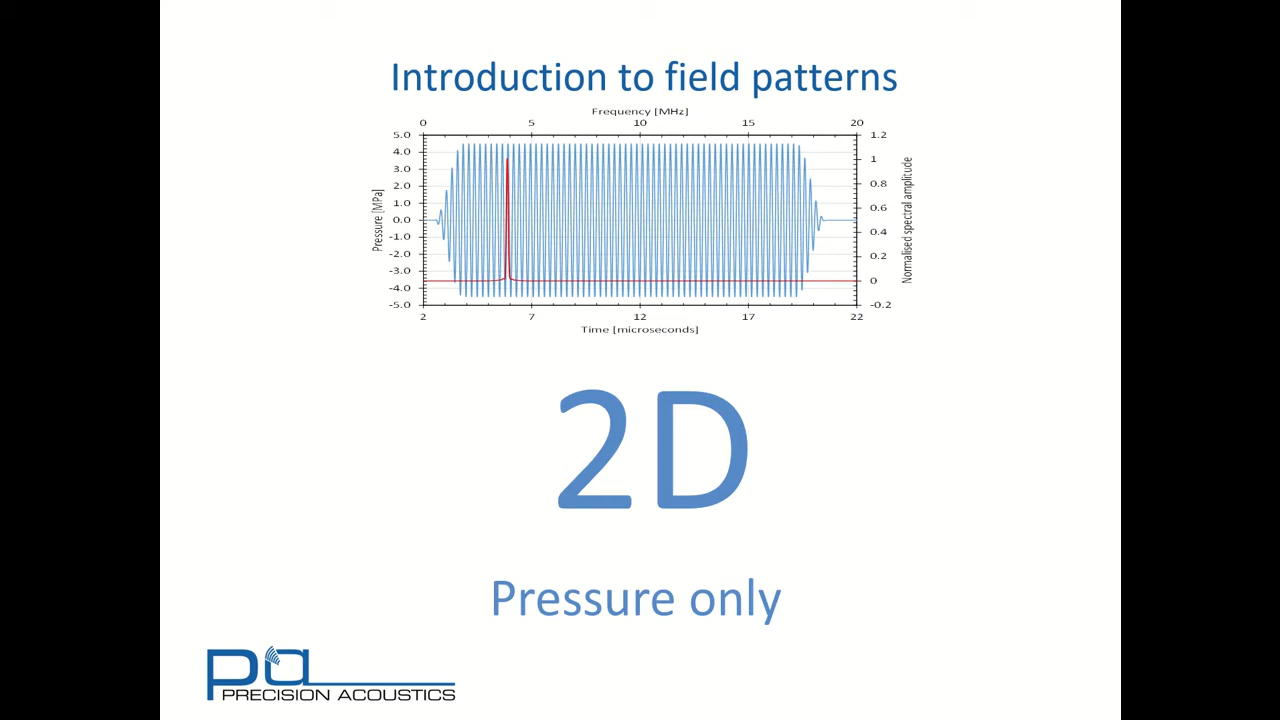 Introduction to field patterns
Frequency [MHz]
0 5 10 15 20
5.0
4.0
3.0
2.0
1.0
0.0
-1.0
-2.0
-3.0
-4.0
-5.0
Pressure [MPa]
1.2
1
0.8
0.6
0.4
0.2
0
-0.2
Normalised spectral amplitude
2 7 12 17 22
Time [microseconds]
2D
Pressure only
pa
PRECISION ACOUSTICS